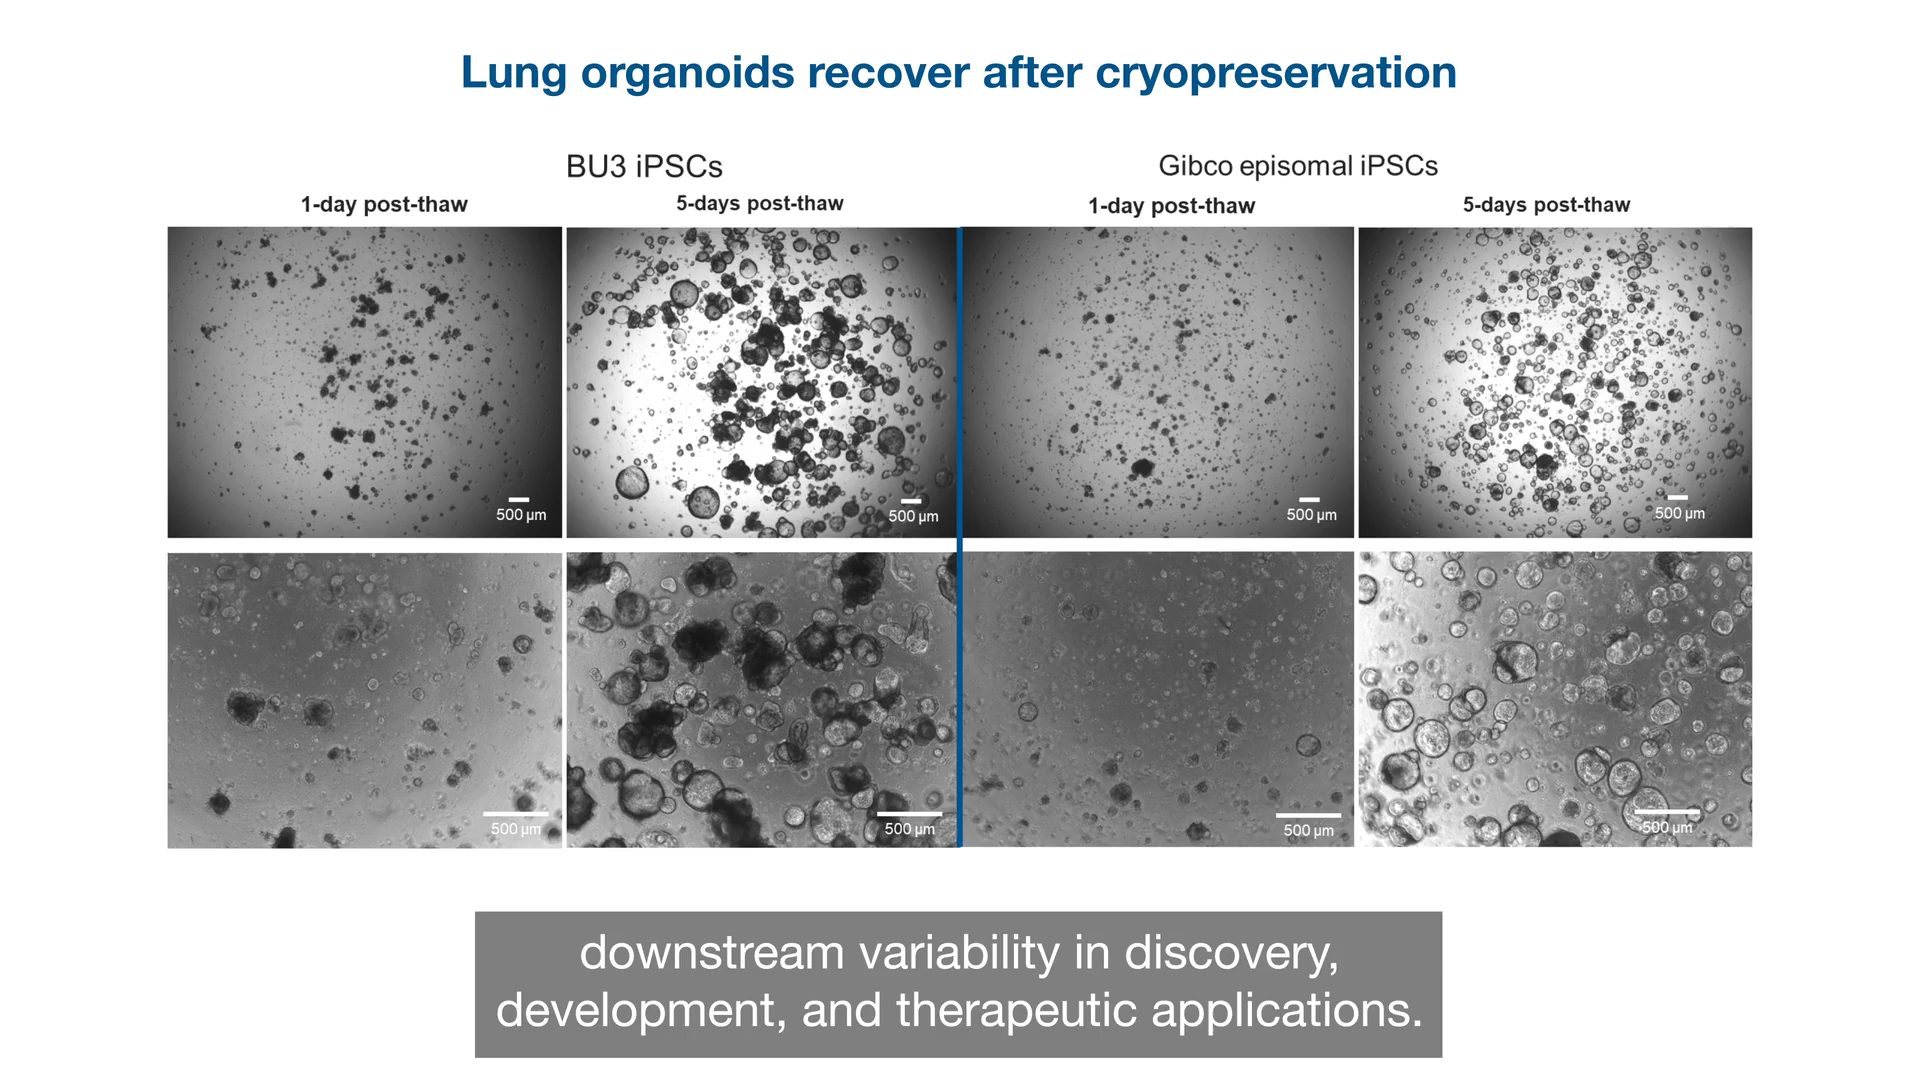 Lung organoids recover after cryopreservation
BU3 iPSCs
Gibco episomal iPSCs
1-day post-thaw
5-days post-thaw
1-day post-thaw
5-days post-thaw
500 µm
500 µm
500 µm
500 µm
500 µm
500 µm
500 µm
500 µm
downstream variability in discovery,
development, and therapeutic applications.